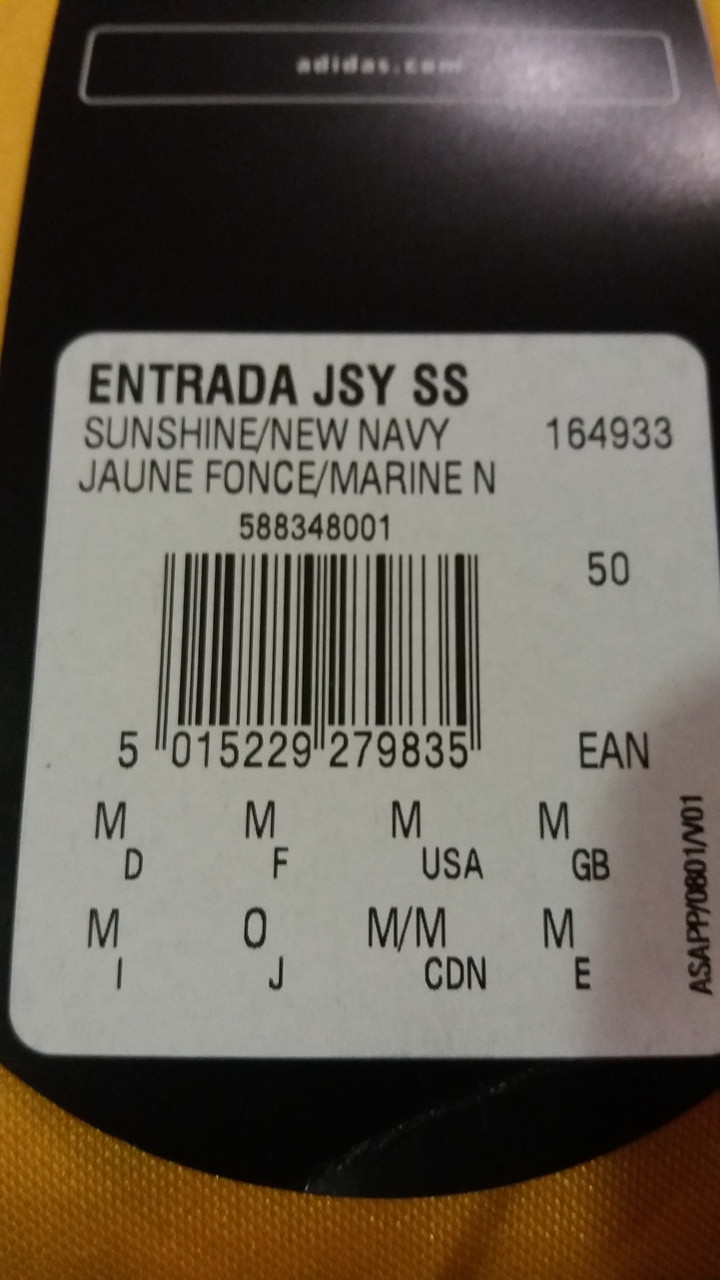 adidas.com
ENTRADA JSY SS
SUNSHINE/NEW NAVY 164933
JAUNE FONCE/MARINE N
588348001
50
5 015229 279835 EAN
M M M M
D F USA GB
M O M/M M
I J CDN E
ASAPP/0801/V01